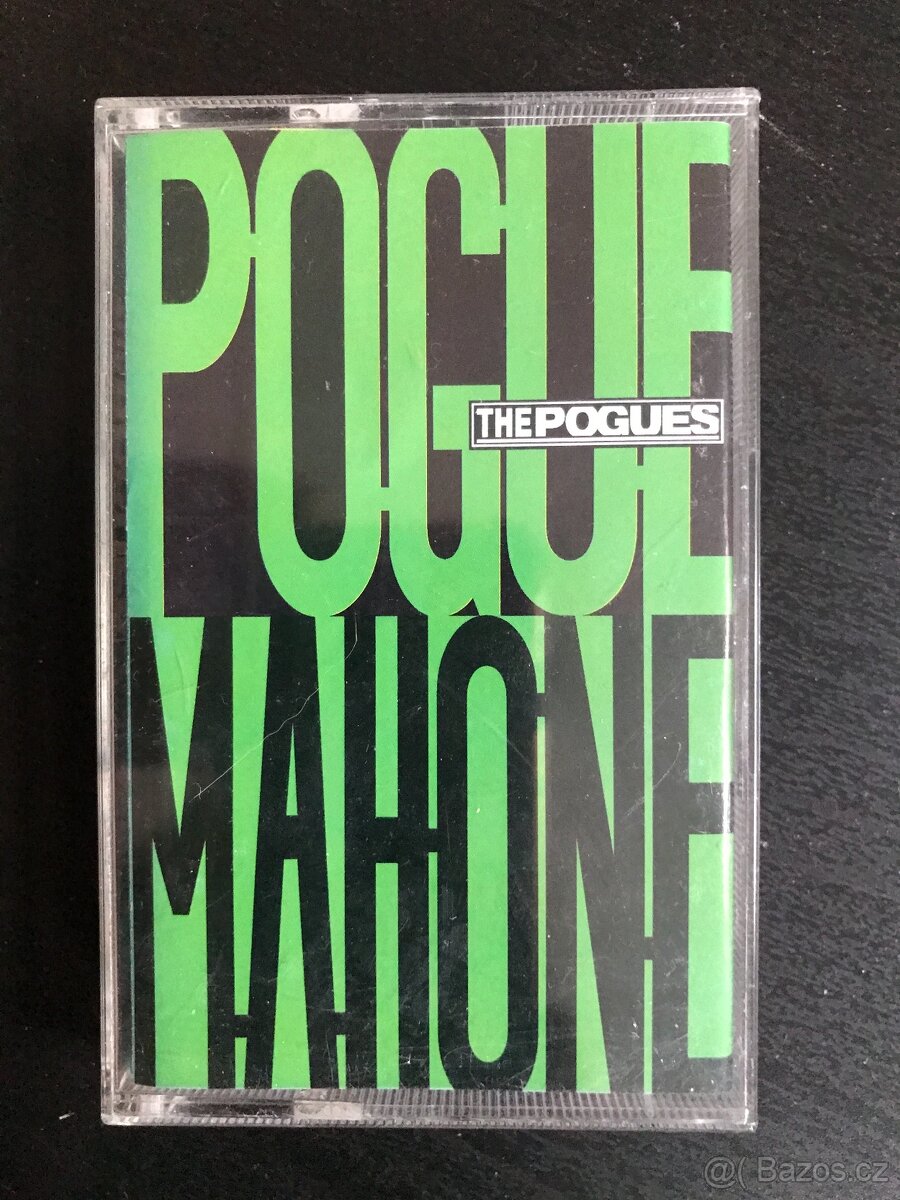 POGUE
THE POGUES
MAHONE
@( Bazos.cz